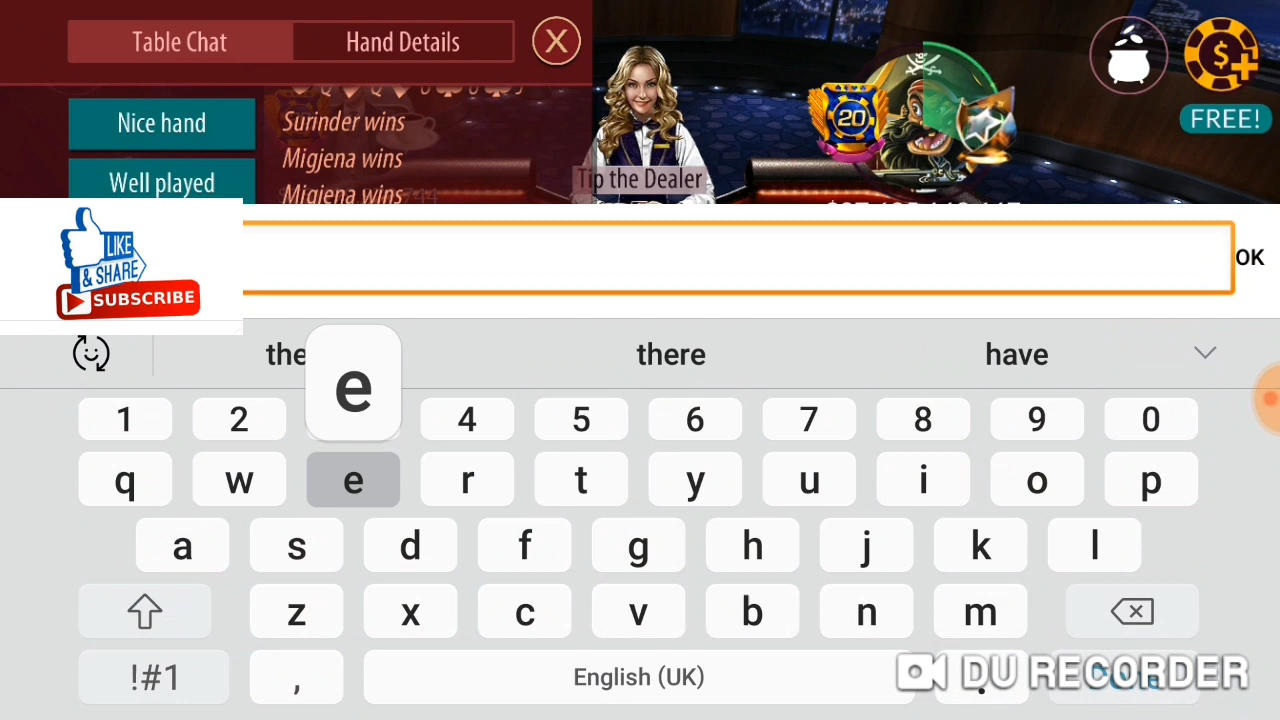 Table Chat
Hand Details
X
Nice hand
Well played
Surinder wins
Migjena wins
Migjena wins
Tip the Dealer
20
$
FREE!
LIKE
& SHARE
SUBSCRIBE
OK
the
there
have
e
1 2 4 5 6 7 8 9 0
q w e r t y u i o p
a s d f g h j k l
z x c v b n m
!#1 , English (UK) .
DU RECORDER